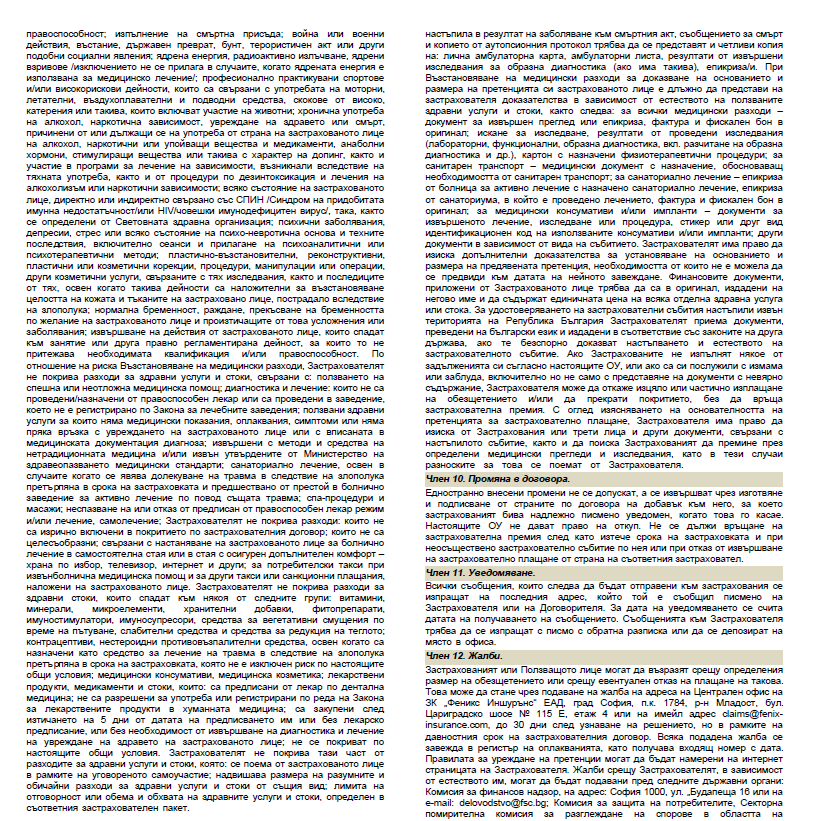 правоспособност; изпълнение на смъртна присъда; война или военни
действия, въстание, държавен преврат, бунт, терористичен акт или други
подобни социални явления; ядрена енергия, радиоактивно излъчване, ядрени
взривове /изключението не се прилага в случаите, когато ядрената енергия е
използвана за медицинско лечение/; професионално практикувани спортове
и/или високорискови дейности, които са свързани с употребата на моторни,
летателни, въздухоплавателни и подводни средства, скокове от високо,
катерения или такива, които включват участие на животни; хронична употреба
на алкохол, наркотична зависимост, увреждане на здравето или смърт,
причинени от или дължащи се на употреба от страна на застрахованото лице
на алкохол, наркотични или упойващи вещества и медикаменти, анаболни
хормони, стимулиращи вещества или такива с характер на допинг, както и
участие в програми за лечение на зависимости, възникнали вследствие на
тяхната употреба, както и от процедури по дезинтоксикация и лечения на
алкохолизъм или наркотични зависимости; всяко състояние на застрахованото
лице, директно или индиректно свързано със СПИН /Синдром на придобитата
имунна недостатъчност/или HIV/човешки имунодефицитен вирус/, така, както
се определени от Световната здравна организация; психични заболявания,
депресии, стрес или всяко състояние на психо-невротична основа и техните
последствия, включително сеанси и прилагане на психоаналитични или
психотерапевтични методи; пластично-възстановителни, реконструктивни,
пластични или козметични корекции, процедури, манипулации или операции,
други козметични услуги, свързаните с тях изследвания, както и последиците
от тях, освен когато такива дейности са наложителни за възстановяване
целостта на кожата и тъканите на застраховано лице, пострадало вследствие
на злополука; нормална бременност, раждане, прекъсване на бременността
по желание на застрахованото лице и произтичащите от това усложнения или
заболявания; извършване на действия от застрахованото лице, които спадат
към занятие или друга правно регламентирана дейност, за които то не
притежава необходимата квалификация и/или правоспособност. По
отношение на риска Възстановяване на медицински разходи, Застрахователят
не покрива разходи за здравни услуги и стоки, свързани с: ползването на
спешна или неотложна медицинска помощ; диагностика и лечение: които не са
проведени/назначени от правоспособен лекар или са проведени в заведение,
което не е регистрирано по Закона за лечебните заведения; ползвани здравни
услуги за които няма медицински показания, оплаквания, симптоми или няма
пряка връзка с увреждането на застрахованото лице или с вписаната в
медицинската документация диагноза; извършени с методи и средства на
нетрадиционната медицина и/или извън утвърдените от Министерство на
здравеопазването медицински стандарти; санаториално лечение, освен в
случаите когато се явява долекуване на травма в следствие на злополука
претърпяна в срока на застраховката и предшествано от престой в болнично
заведение за активно лечение по повод същата травма; спа-процедури и
масажи; неспазване на или отказ от предписан от правоспособен лекар режим
и/или лечение, самолечение; Застрахователят не покрива разходи: които не
са изрично включени в покритието по застрахователния договор; които не са
целесъобразни; свързани с настаняването на застрахованото лице за болнично
лечение в самостоятелна стая или в стая с осигурен допълнителен комфорт –
храна по избор, телевизор, интернет и други; за потребителски такси при
извънболнична медицинска помощ и за други такси или санкционни плащания,
наложени на застрахованото лице. Застрахователят не покрива разходи за
здравни стоки, които спадат към някоя от следните групи: витамини,
минерали, микроелементи, хранителни добавки, фитопрепарати,
имуностимулатори, имуносупресори, средства за вегетативни смущения по
време на пътуване, слабителни средства и средства за редукция на теглото;
контрацептиви, нестероидни противовъзпалителни средства, освен когато са
назначени като средство за лечение на травма в следствие на злополука
претърпяна в срока на застраховката, която не е изключен риск по настоящите
общи условия; медицински консумативи, медицинска козметика; лекарствени
продукти, медикаменти и стоки, които: са предписани от лекар по дентална
медицина; не са разрешени за употреба или регистрирани по реда на Закона
за лекарствените продукти в хуманната медицина; са закупени след
изтичането на 5 дни от датата на предписването им или без лекарско
предписание, или без необходимост от извършване на диагностика и лечение
на увреждане на здравето на застрахованото лице; не се покриват по
настоящите общи условия. Застрахователят не покрива тази част от
разходите за здравни услуги и стоки, която: се поема от застрахованото лице
в рамките на уговореното самоучастие; надвишава размера на разумните и
обичайни разходи за здравни услуги и стоки от същия вид; лимита на
отговорност или обема и обхвата на здравните услуги и стоки, определен в
съответния застрахователен пакет.
настъпила в резултат на заболяване към смъртния акт, съобщението за смърт
и копието от аутопсионния протокол трябва да се представят и четливи копия
на: лична амбулаторна карта, амбулаторни листа, резултати от извършени
изследвания за образна диагностика (ако има такива), епикриза/и. При
Възстановяване на медицински разходи за доказване на основанието и
размера на претенцията си застрахованото лице е длъжно да представи на
застрахователя доказателства в зависимост от естеството на ползваните
здравни услуги и стоки, както следва: за всички медицински разходи –
документ за извършен преглед или епикриза, фактура и фискален бон в
оригинал; искане за изследване, резултати от проведени изследвания
(лабораторни, функционални, образна диагностика, вкл. разчитане на образна
диагностика и др.), картон с назначени физиотерапевтични процедури; за
санитарен транспорт – медицински документ с назначение, обосноваващ
необходимостта от санитарен транспорт; за санаториално лечение – епикриза
от болница за активно лечение с назначено санаториално лечение, епикриза
от санаториума, в който е проведено лечението, фактура и фискален бон в
оригинал; за медицински консумативи и/или импланти – документи за
извършеното лечение, изследване или процедура, стикер или друг вид
идентификационен код на използваните консумативи и/или импланти; други
документи в зависимост от вида на събитието. Застрахователят има право да
изиска допълнителни доказателства за установяване на основанието и
размера на предявената претенция, необходимостта от които не е можела да
се предвиди към датата на нейното завеждане. Финансовите документи,
приложени от Застрахованото лице трябва да са в оригинал, издадени на
негово име и да съдържат единичната цена на всяка отделна здравна услуга
или стока. За удостоверяването на застрахователни събития настъпили извън
територията на Република България Застрахователят приема документи,
преведени на български език и издадени в съответствие със законите на друга
държава, ако те безспорно доказват настъпването и естеството на
застрахователното събитие. Ако Застрахованите не изпълнят някое от
задълженията си съгласно настоящите ОУ, или ако са си послужили с измама
или заблуда, включително но не само с представяне на документи с невярно
съдържание, Застрахователя може да откаже изцяло или частично изплащане
на обезщетението и/или да прекрати покритието, без да връща
застрахователна премия. С оглед изясняването на основателността на
претенцията за застрахователно плащане, Застрахователя има право да
изиска от Застрахования или трети лица и други документи, свързани с
настъпилото събитие, както и да поиска Застрахованият да премине през
определени медицински прегледи и изследвания, като в тези случаи
разноските за това се поемат от Застрахователя.
Член 10. Промяна в договора.
Едностранно внесени промени не се допускат, а се извършват чрез изготвяне
и подписване от страните по договора на добавък към него, за което
застрахованият бива надлежно писмено уведомен, когато това го касае.
Настоящите ОУ не дават право на откуп. Не се дължи връщане на
застрахователна премия след като изтече срока на застраховката и при
неосъществено застрахователно събитие по нея или при отказ от извършване
на застрахователно плащане от страна на съответния застраховател.
Член 11. Уведомяване.
Всички съобщения, които следва да бъдат отправени към застрахования се
изпращат на последния адрес, който той е съобщил писмено на
Застрахователя или на Договорителя. За дата на уведомяването се счита
датата на получаването на съобщението. Съобщенията към Застрахователя
трябва да се изпращат с писмо с обратна разписка или да се депозират на
място в офиса.
Член 12. Жалби.
Застрахованият или Ползващото лице могат да възразят срещу определения
размер на обезщетението или срещу евентуален отказ на плащане на такова.
Това може да стане чрез подаване на жалба на адреса на Централен офис на
ЗК „Феникс Иншурънс“ ЕАД, град София, п.к. 1784, р-н Младост, бул.
Цариградско шосе № 115 Е, етаж 4 или на имейл адрес claims@fenix-
insurance.com, до 30 дни след узнаване на решението, но в рамките на
давностния срок на застрахователния договор. Всяка подадена жалба се
завежда в регистър на оплакванията, като получава входящ номер с дата.
Правилата за уреждане на претенции могат да бъдат намерени на интернет
страницата на Застрахователя. Жалби срещу Застрахователят, в зависимост
от естеството им, могат да бъдат подавани пред следните държавни органи:
Комисия за финансов надзор, на адрес: София 1000, ул. „Будапеща 16 или на
e-mail: delovodstvo@fsc.bg; Комисия за защита на потребителите, Секторна
помирителна комисия за разглеждане на спорове в областта на